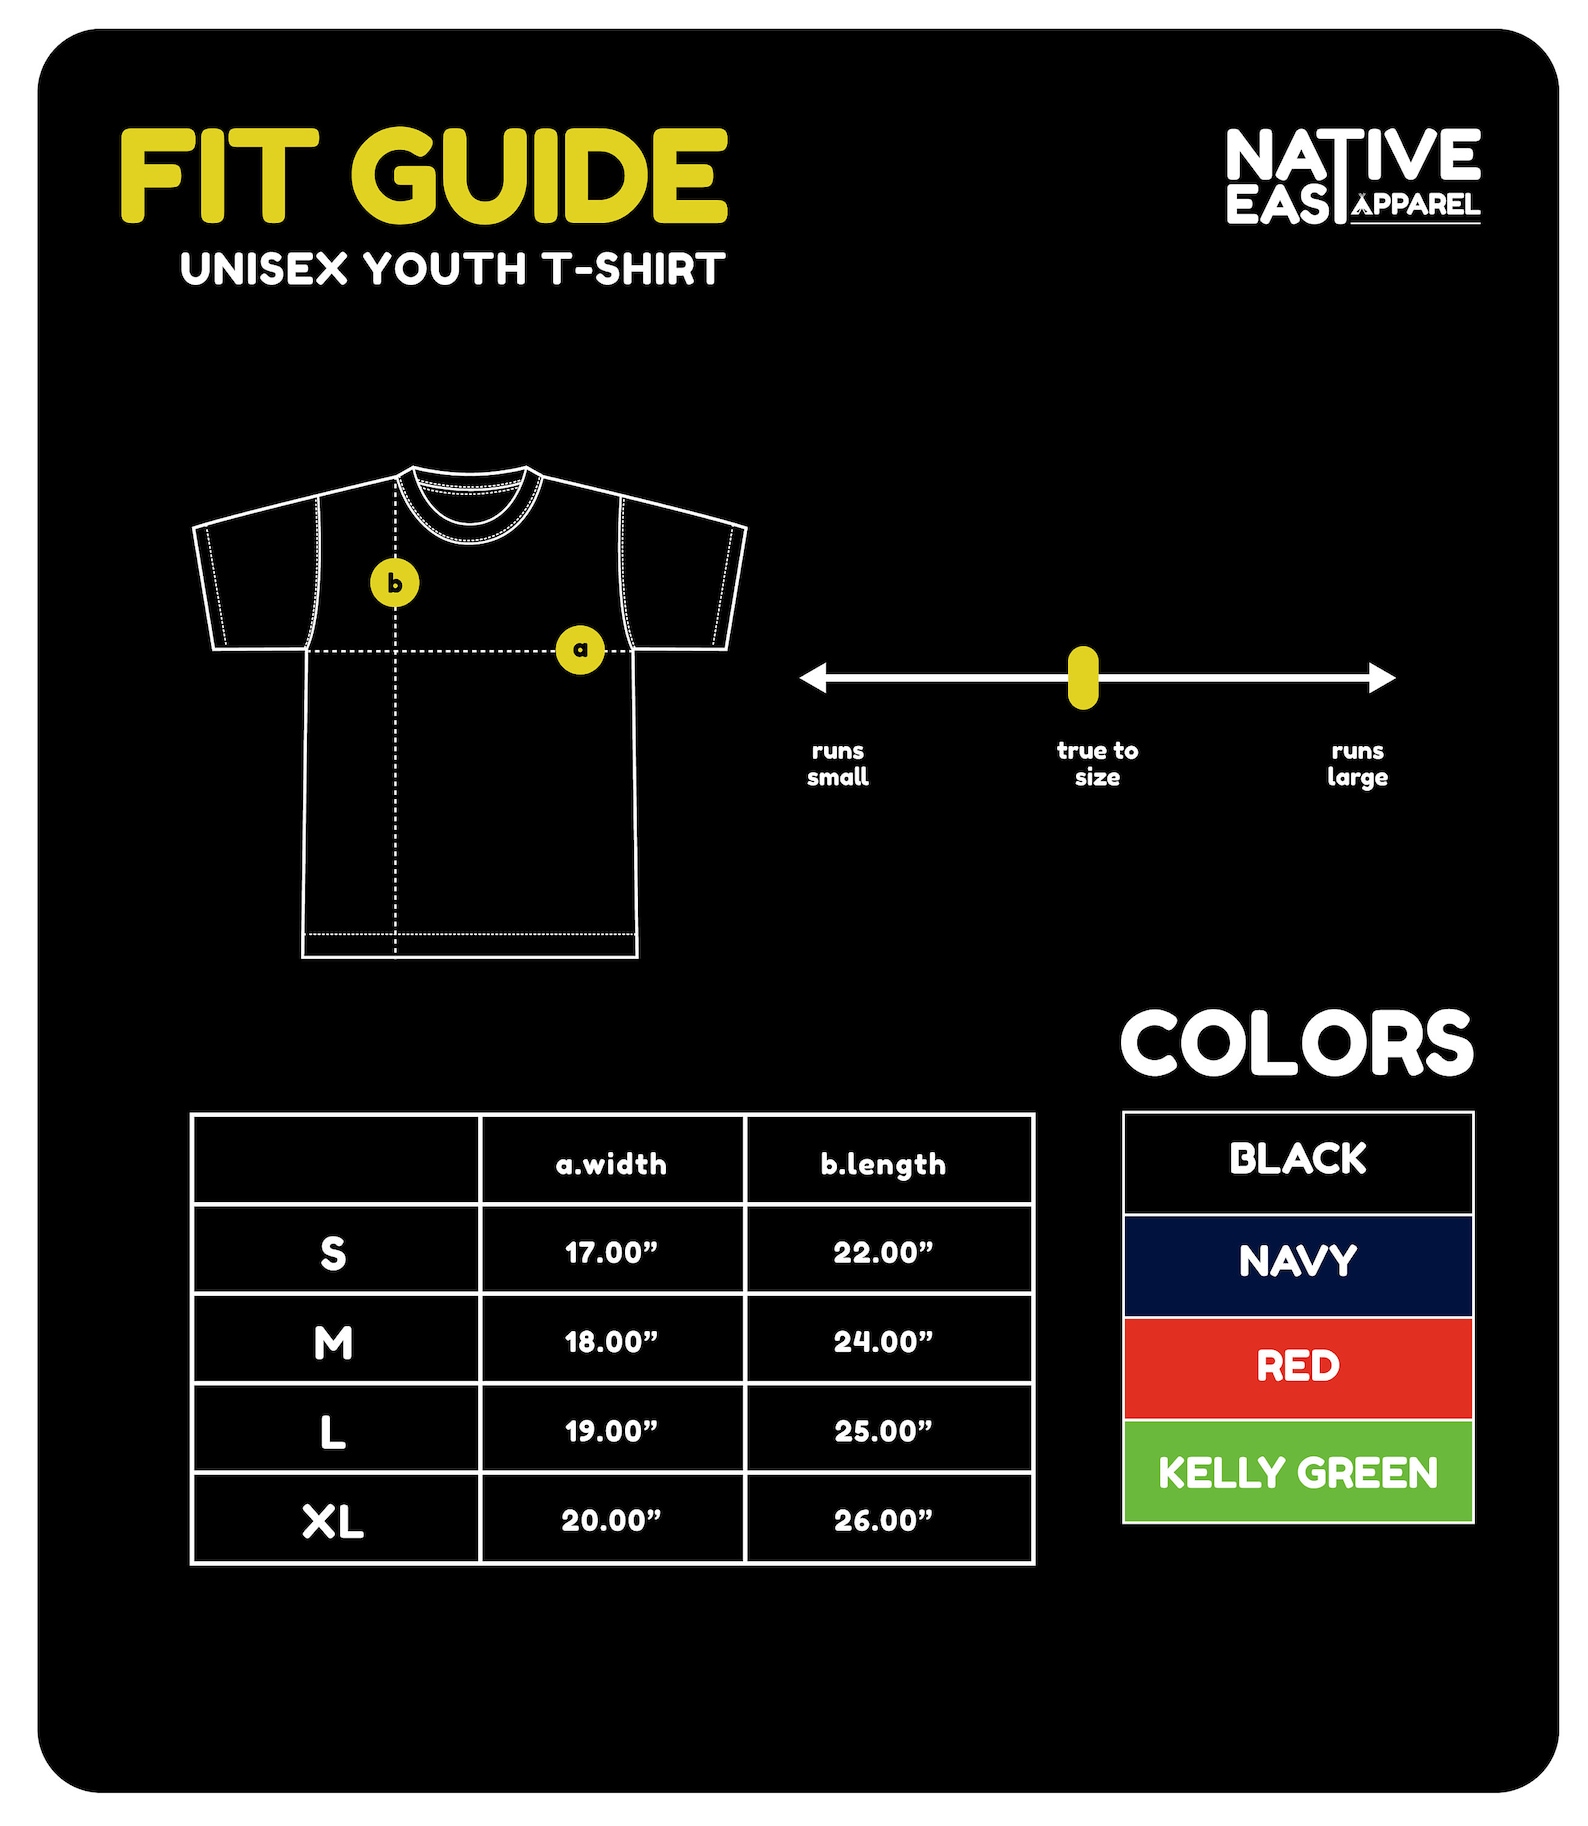 FIT GUIDE
UNISEX YOUTH T-SHIRT
NATIVE
EAST APPAREL
b
a
runs small
true to size
runs large
COLORS
a.width b.length
S 17.00” 22.00”
M 18.00” 24.00”
L 19.00” 25.00”
XL 20.00” 26.00”
BLACK
NAVY
RED
KELLY GREEN